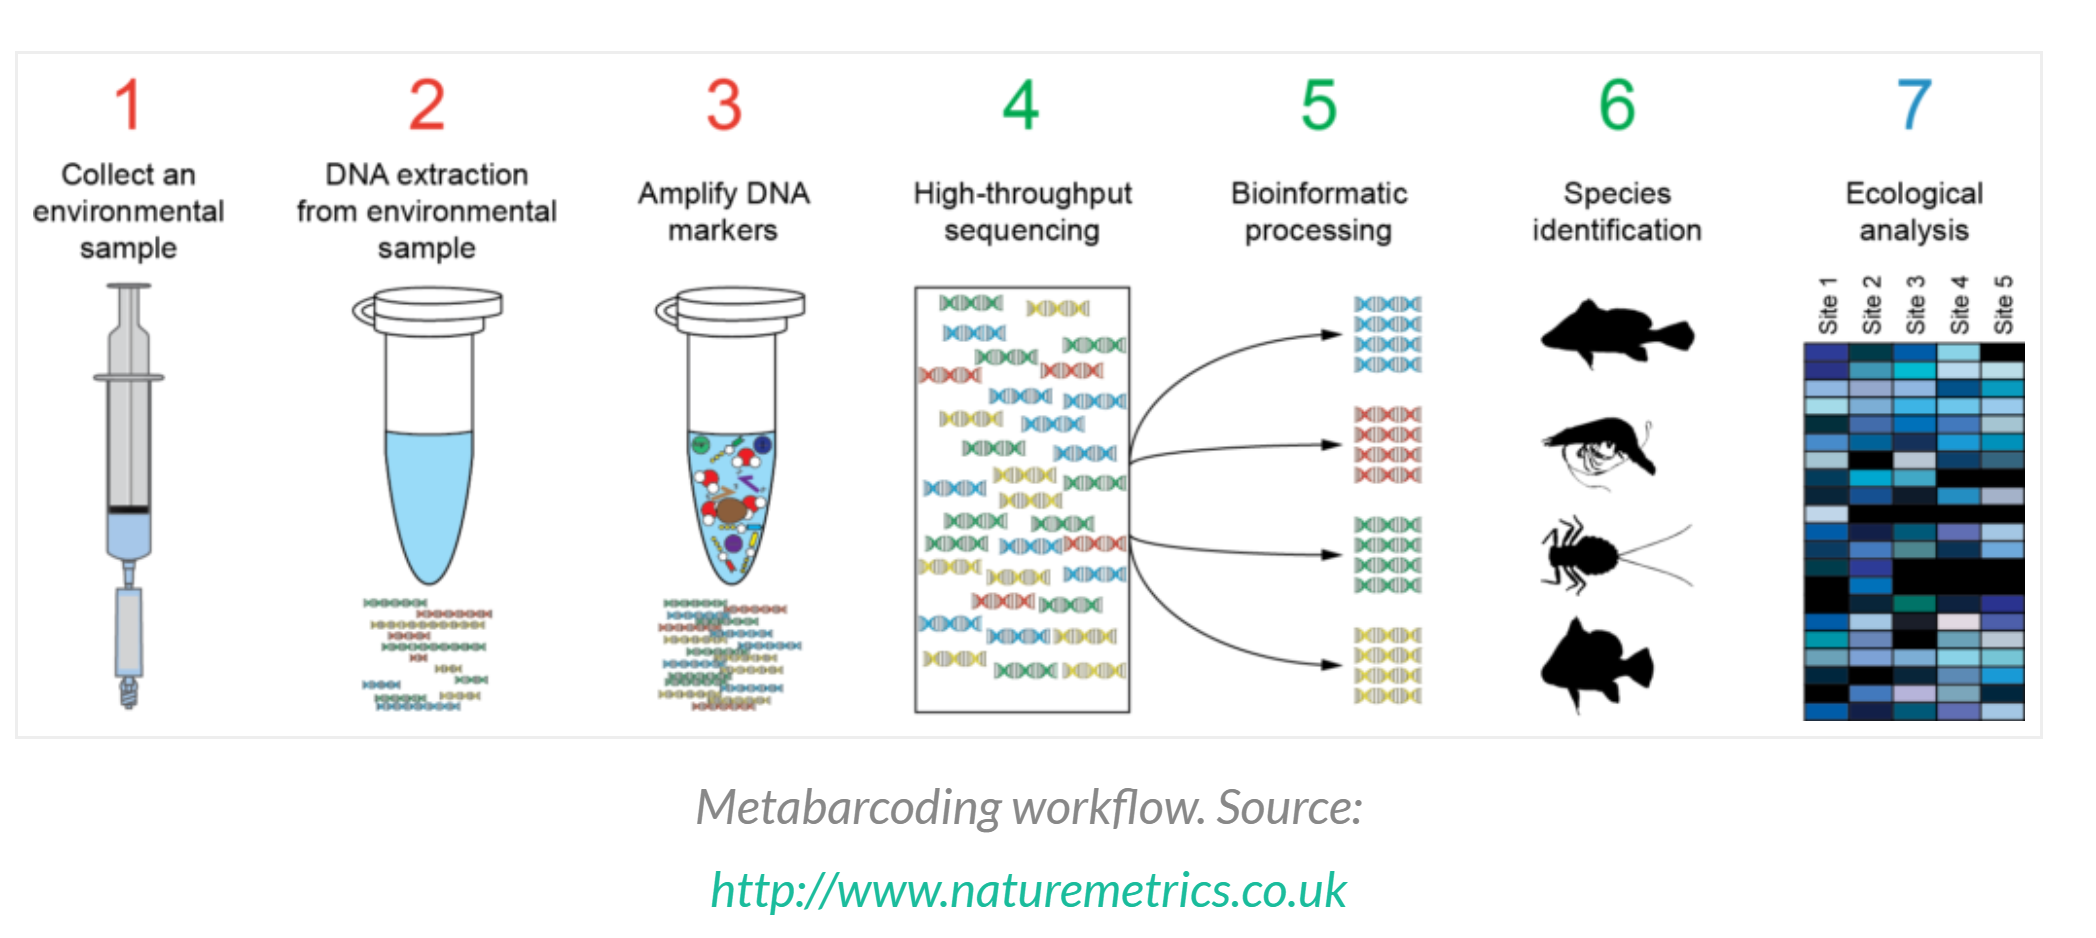 1
Collect an
environmental
sample
2
DNA extraction
from environmental
sample
3
Amplify DNA
markers
4
High-throughput
sequencing
5
Bioinformatic
processing
6
Species
identification
7
Ecological
analysis
Site 1
Site 2
Site 3
Site 4
Site 5
Metabarcoding workflow. Source:
http://www.naturemetrics.co.uk